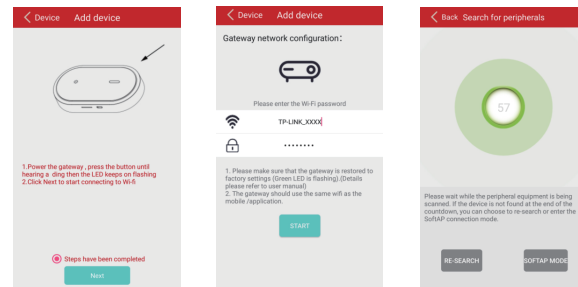 Device Add device
1.Power the gateway , press the button until
hearing a ding then the LED keeps on flashing
2.Click Next to start connecting to Wi-fi
Steps have been completed
Next
Device Add device
Gateway network configuration:
Please enter the Wi-Fi password
TP-LINK_XXXX
········
1. Please make sure that the gateway is restored to
factory settings (Green LED is flashing).(Details
please refer to user manual)
2. The gateway should use the same wifi as the
mobile /application.
START
Back Search for peripherals
57
Please wait while the peripheral equipment is being
scanned. If the device is not found at the end of the
countdown, you can choose to re-search or enter the
SoftAP connection mode.
RE-SEARCH
SOFTAP MODE